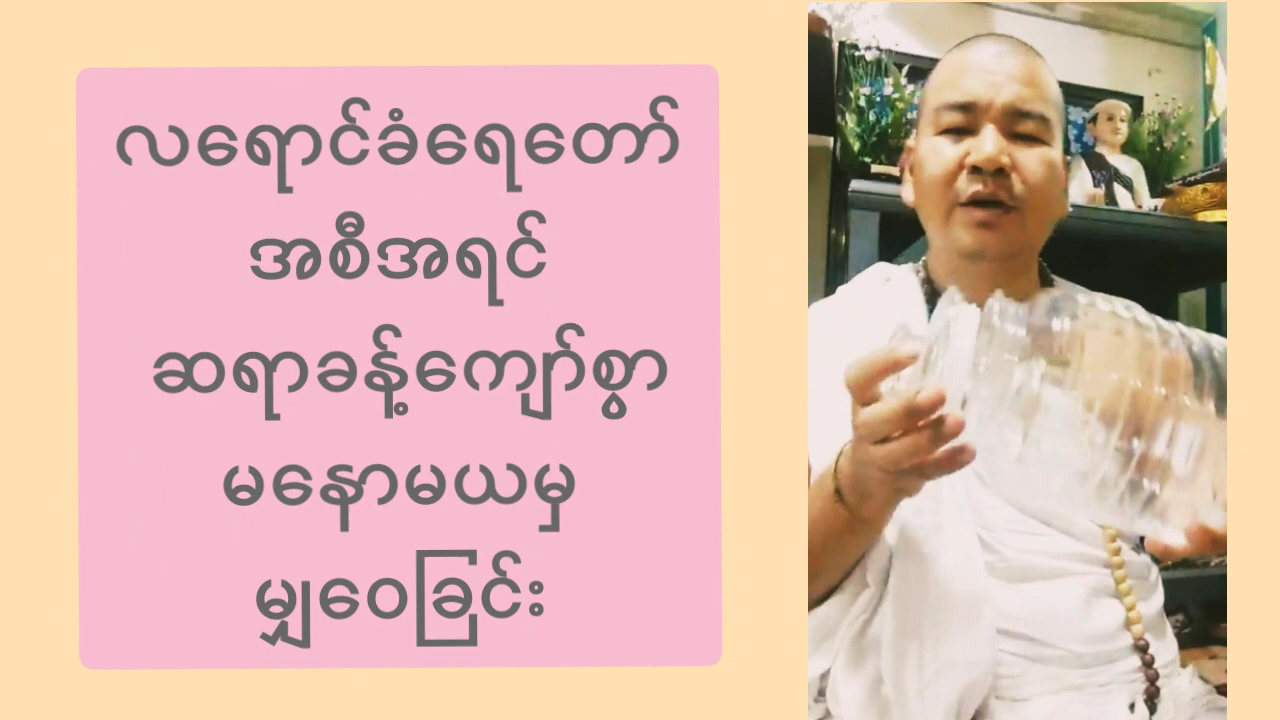 လရောင်ခံရေတော်
အစီအရင်
ဆရာခန့်ကျော်စွာ
မနောမယမှ
မျှဝေခြင်း